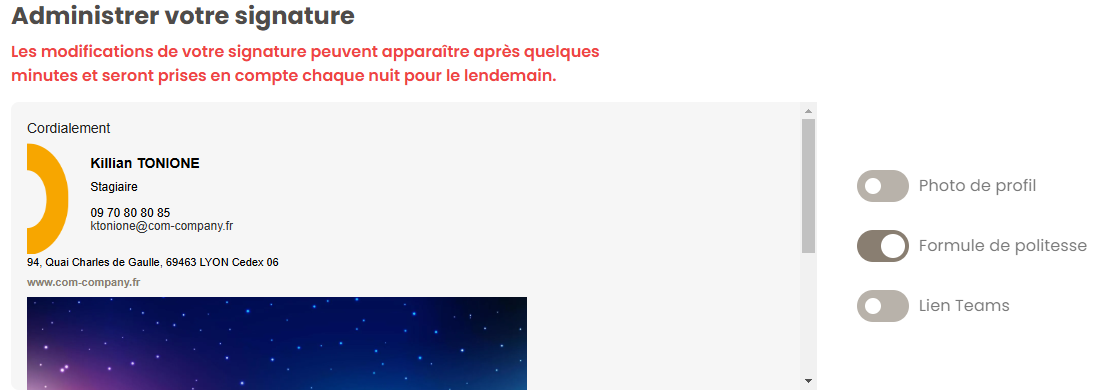 Administrer votre signature
Les modifications de votre signature peuvent apparaître après quelques
minutes et seront prises en compte chaque nuit pour le lendemain.
Cordialement
Killian TONIONE
Stagiaire
09 70 80 80 85
ktonione@com-company.fr
94, Quai Charles de Gaulle, 69463 LYON Cedex 06
www.com-company.fr
Photo de profil
Formule de politesse
Lien Teams